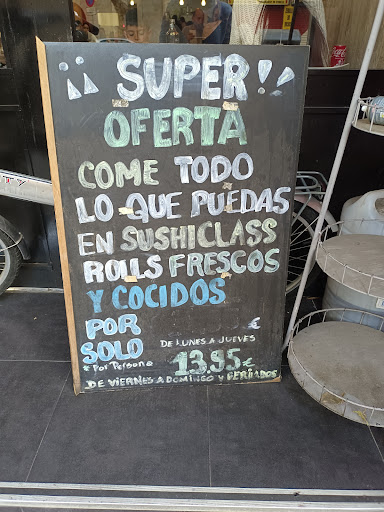 ¡¡ SUPER !!
OFERTA
COME TODO
LO QUE PUEDAS
EN SUSHICLASS
ROLLS FRESCOS
Y COCIDOS
POR €
SOLO DE LUNES A JUEVES
* Por Persona 13,95 €
DE VIERNES A DOMINGO Y FERIADOS